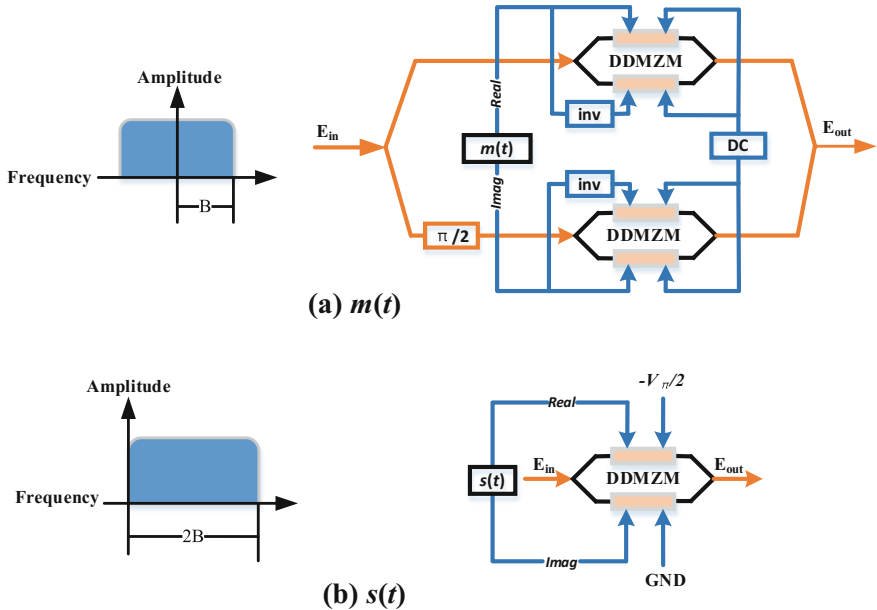 Amplitude
Frequency
B
E_in
Real
m(t)
Imag
inv
inv
π/2
DDMZM
DDMZM
DC
E_out
(a) m(t)
Amplitude
Frequency
2B
Real
s(t)
Imag
E_in
-V_π/2
DDMZM
E_out
GND
(b) s(t)